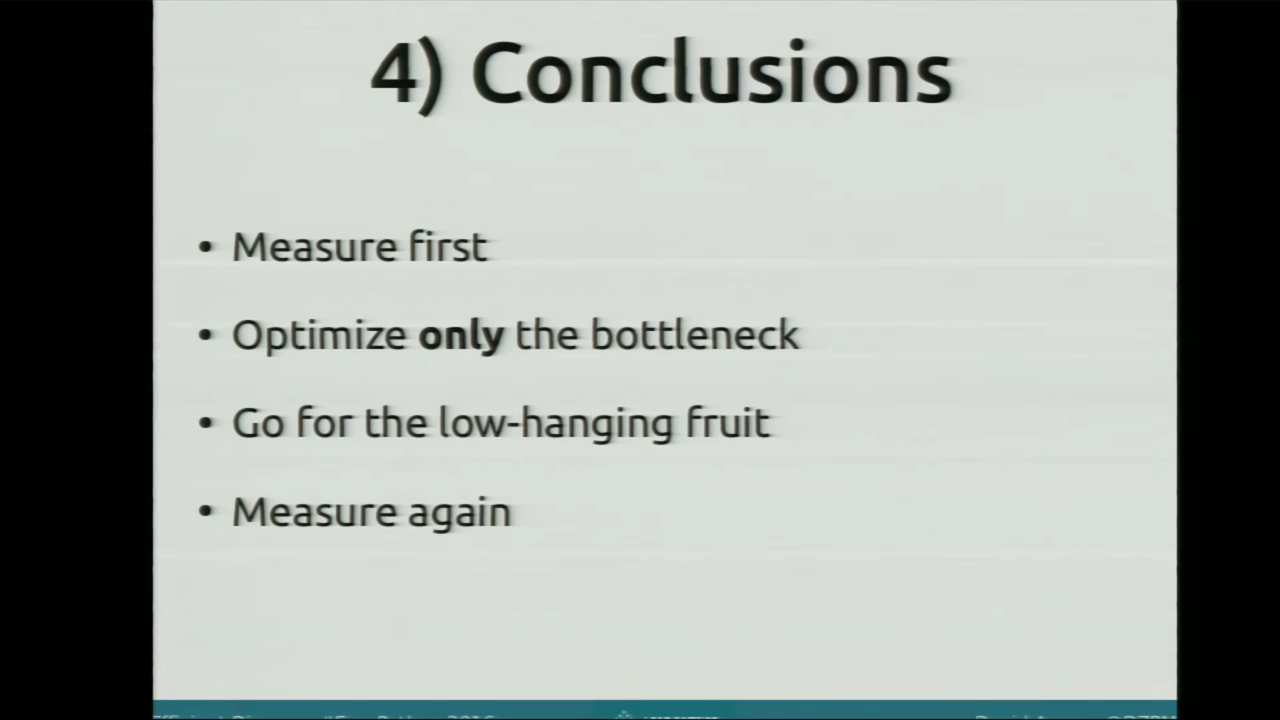 4) Conclusions
• Measure first
• Optimize only the bottleneck
• Go for the low-hanging fruit
• Measure again